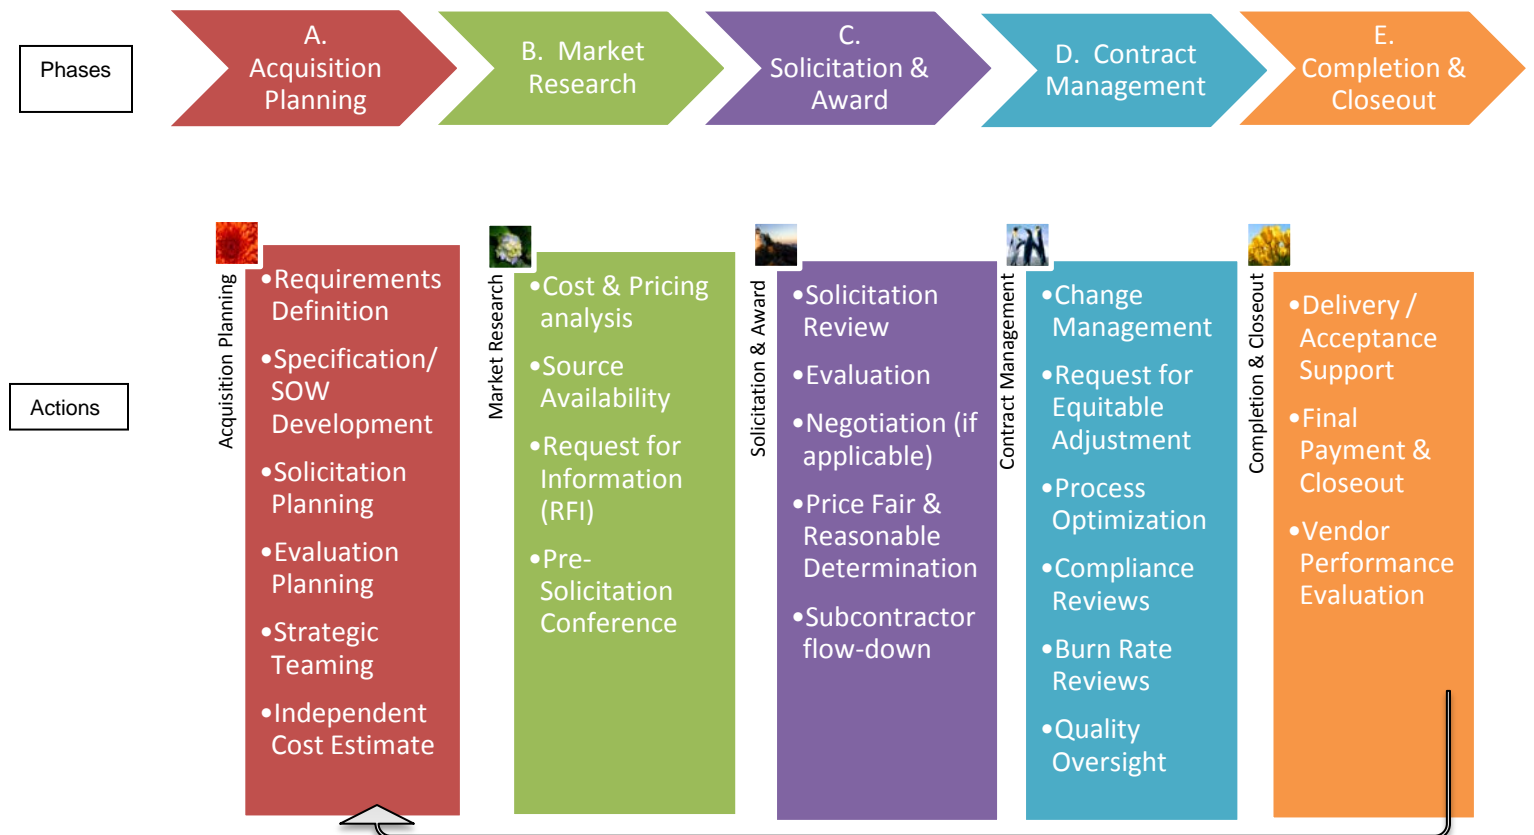 Phases
A.
Acquisition
Planning
B.  Market
Research
C.
Solicitation &
Award
D.  Contract
Management
E.
Completion &
Closeout
Actions
Acquisition Planning
•Requirements
Definition
•Specification/
SOW
Development
•Solicitation
Planning
•Evaluation
Planning
•Strategic
Teaming
•Independent
Cost Estimate
Market Research
•Cost & Pricing
analysis
•Source
Availability
•Request for
Information
(RFI)
•Pre-
Solicitation
Conference
Solicitation & Award
•Solicitation
Review
•Evaluation
•Negotiation (if
applicable)
•Price Fair &
Reasonable
Determination
•Subcontractor
flow-down
Contract Management
•Change
Management
•Request for
Equitable
Adjustment
•Process
Optimization
•Compliance
Reviews
•Burn Rate
Reviews
•Quality
Oversight
Completion & Closeout
•Delivery /
Acceptance
Support
•Final
Payment &
Closeout
•Vendor
Performance
Evaluation